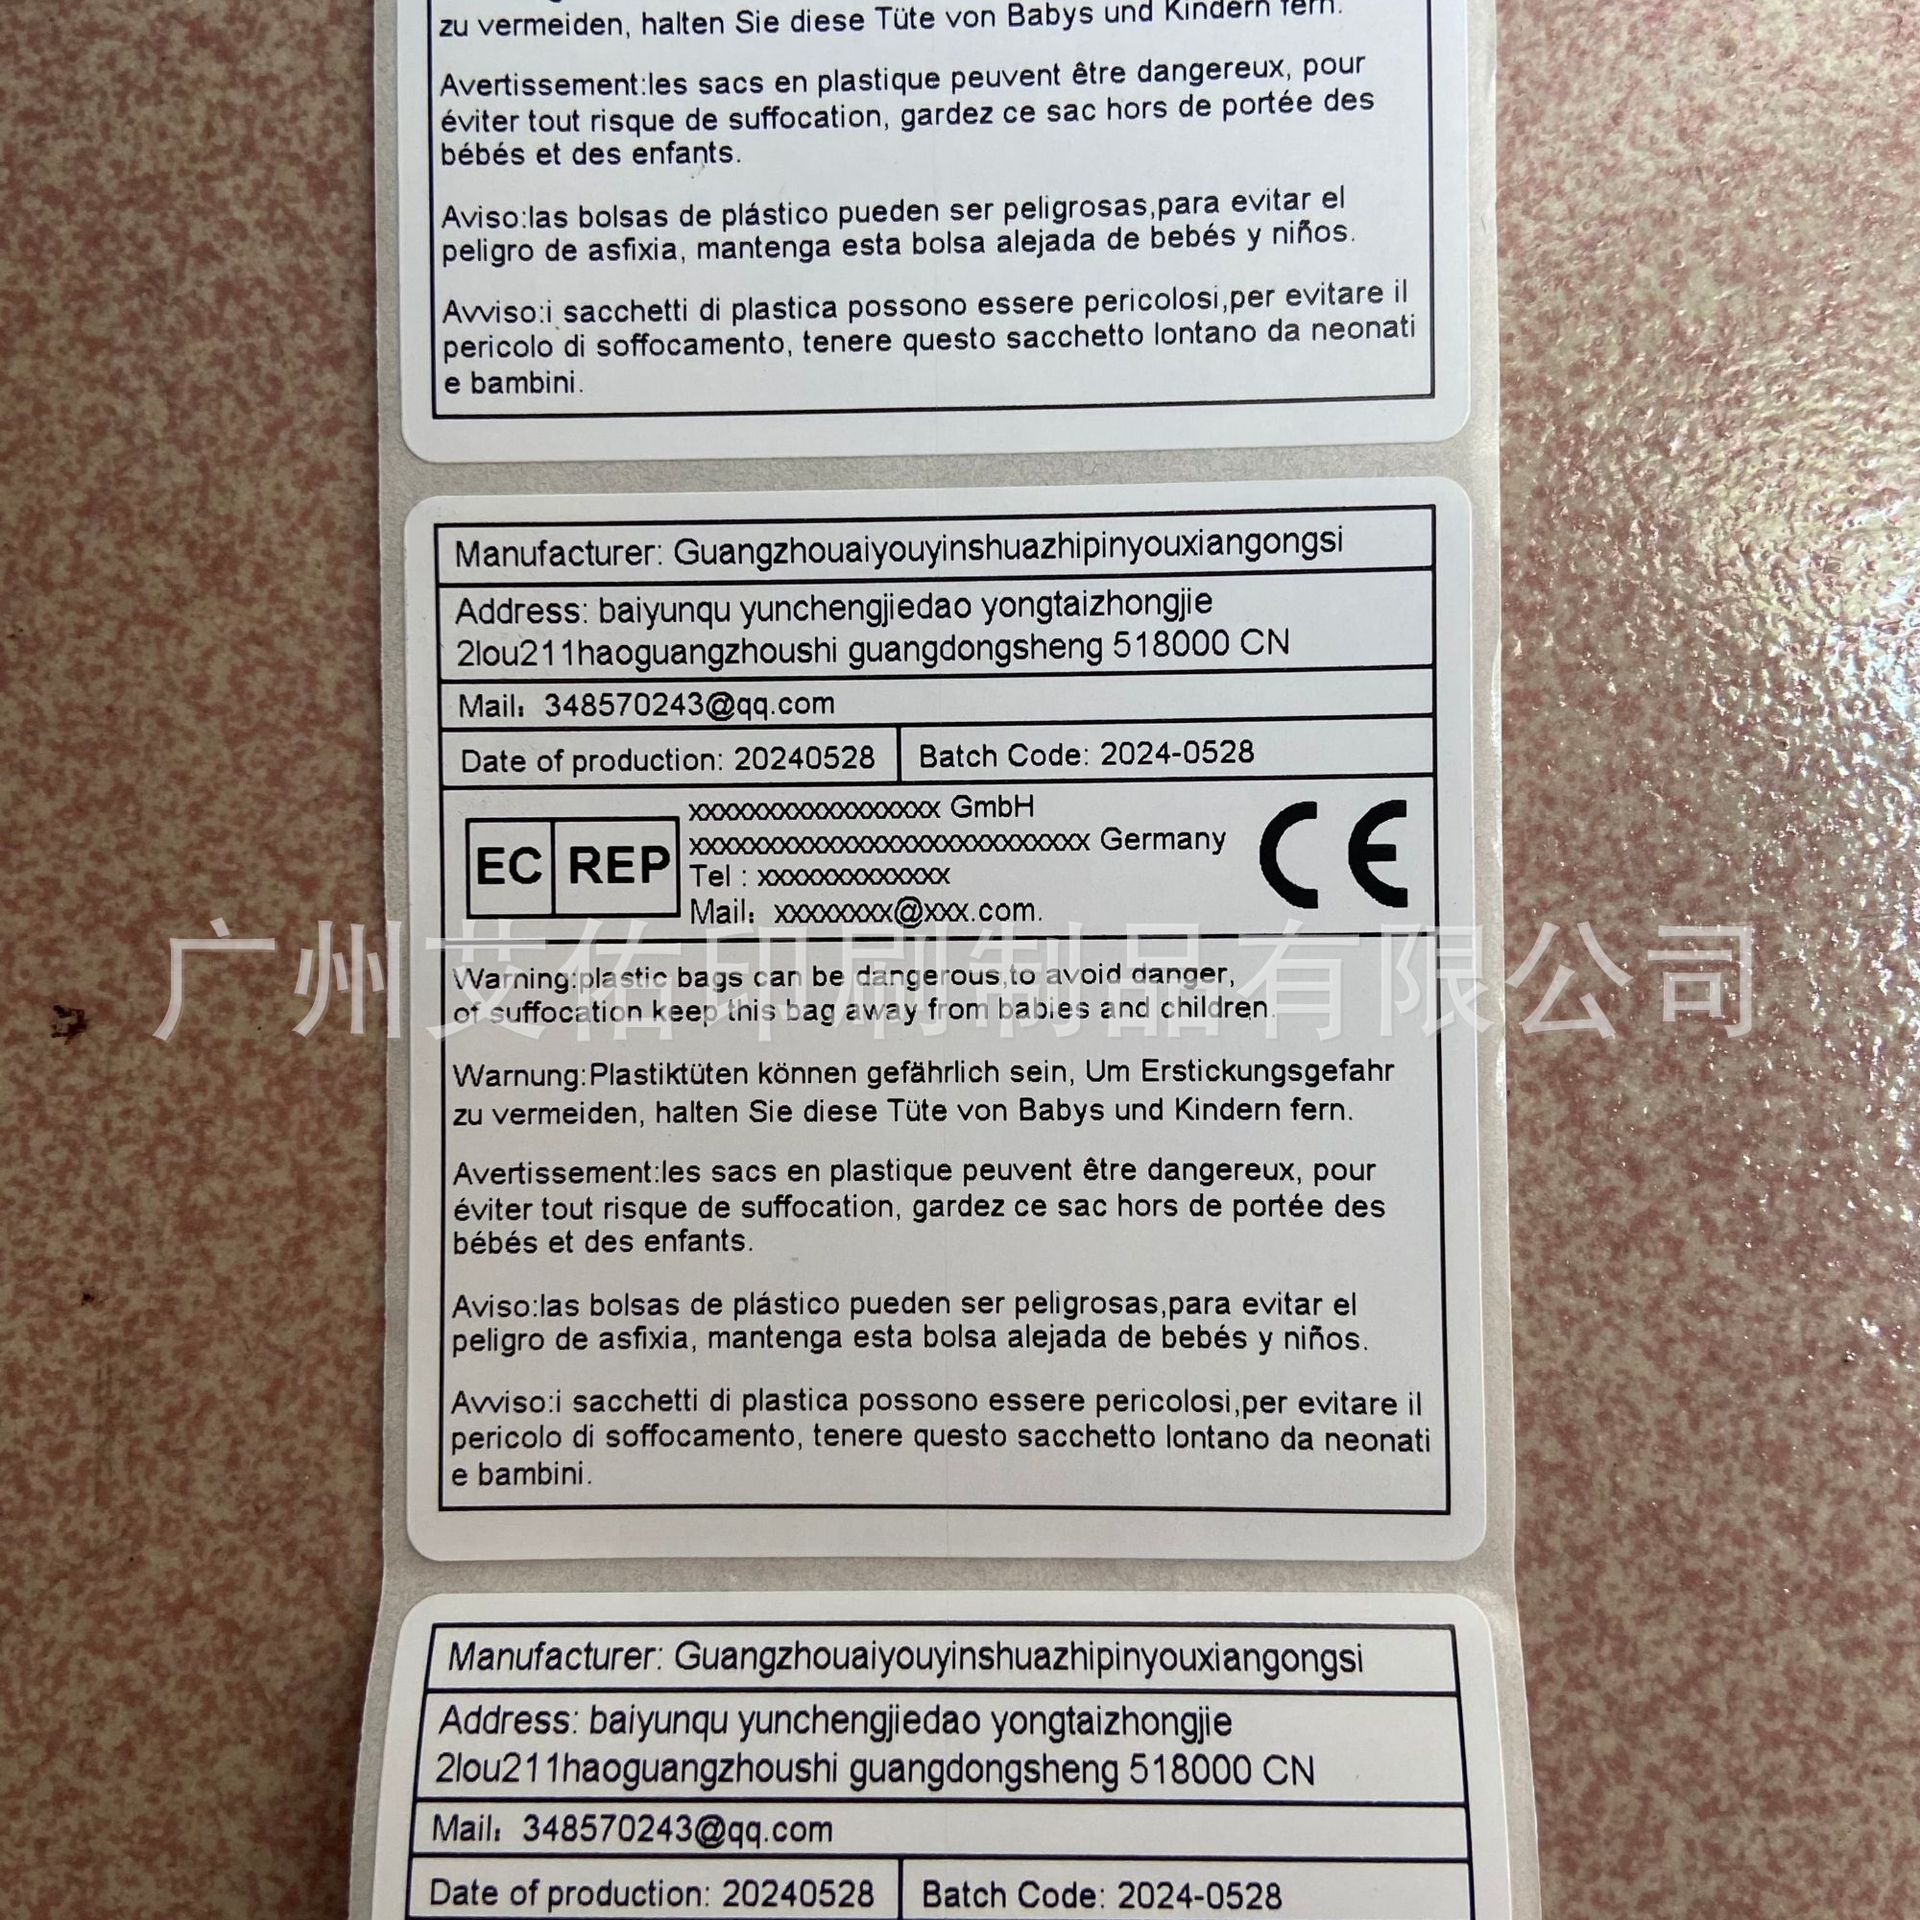 zu vermeiden, halten Sie diese Tüte von Babys und Kindern fern.
Avertissement:les sacs en plastique peuvent être dangereux, pour
éviter tout risque de suffocation, gardez ce sac hors de portée des
bébés et des enfants.
Aviso:las bolsas de plástico pueden ser peligrosas,para evitar el
peligro de asfixia, mantenga esta bolsa alejada de bebés y niños.
Avviso:i sacchetti di plastica possono essere pericolosi,per evitare il
pericolo di soffocamento, tenere questo sacchetto lontano da neonati
e bambini.
Manufacturer: Guangzhouaiyouyinshuazhipinyouxiangongsi
Address: baiyunqu yunchengjiedao yongtaizhongjie
2lou211haoguangzhoushi guangdongsheng 518000 CN
Mail：348570243@qq.com
Date of production: 20240528 Batch Code: 2024-0528
EC REP
xxxxxxxxxxxxxxxxxx GmbH
xxxxxxxxxxxxxxxxxxxxxxxxxxxxx Germany
Tel : xxxxxxxxxxxxxx
Mail：xxxxxxxx@xxx.com.
CE
广州艾佑印刷制品有限公司
Warning:plastic bags can be dangerous,to avoid danger,
of suffocation keep this bag away from babies and children.
Warnung:Plastiktüten können gefährlich sein, Um Erstickungsgefahr
zu vermeiden, halten Sie diese Tüte von Babys und Kindern fern.
Avertissement:les sacs en plastique peuvent être dangereux, pour
éviter tout risque de suffocation, gardez ce sac hors de portée des
bébés et des enfants.
Aviso:las bolsas de plástico pueden ser peligrosas,para evitar el
peligro de asfixia, mantenga esta bolsa alejada de bebés y niños.
Avviso:i sacchetti di plastica possono essere pericolosi,per evitare il
pericolo di soffocamento, tenere questo sacchetto lontano da neonati
e bambini.
Manufacturer: Guangzhouaiyouyinshuazhipinyouxiangongsi
Address: baiyunqu yunchengjiedao yongtaizhongjie
2lou211haoguangzhoushi guangdongsheng 518000 CN
Mail：348570243@qq.com
Date of production: 20240528 Batch Code: 2024-0528